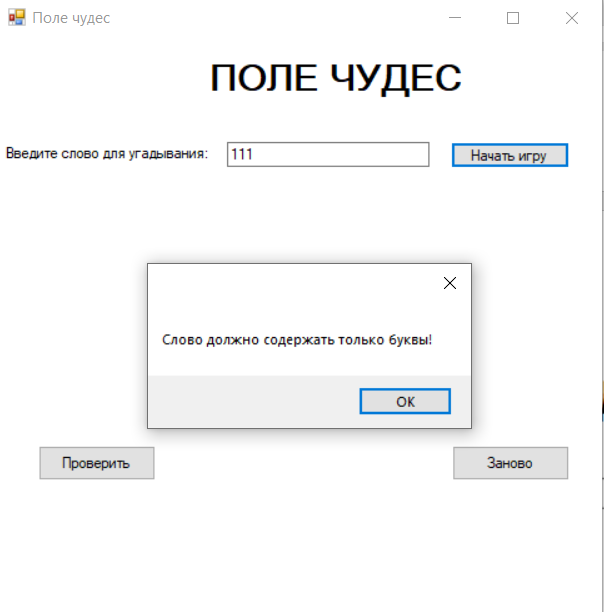 Поле чудес
ПОЛЕ ЧУДЕС
Введите слово для угадывания:
111
Начать игру
Слово должно содержать только буквы!
OK
Проверить
Заново